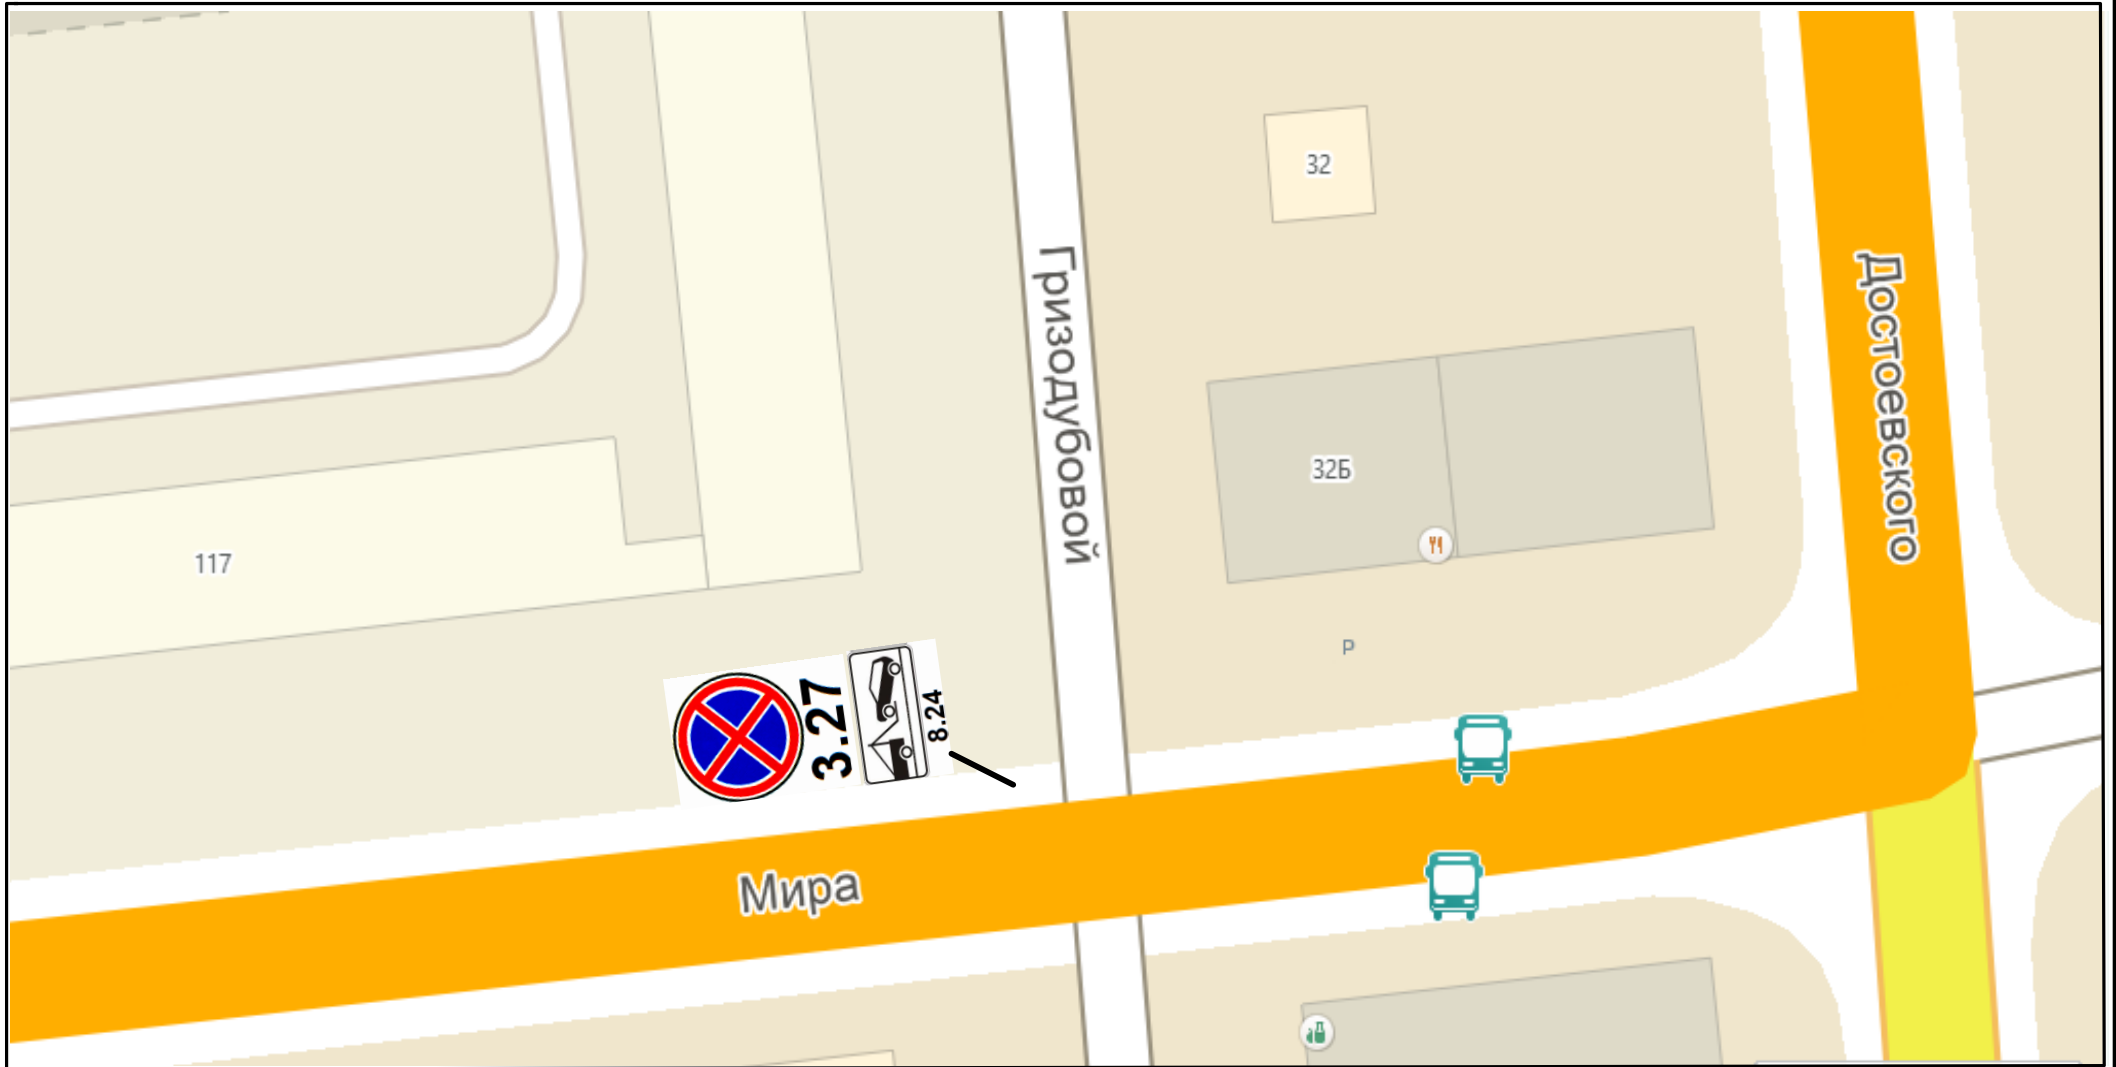 32
Гризодубовой
Достоевского
32Б
117
P
3.27
8.24
Мира